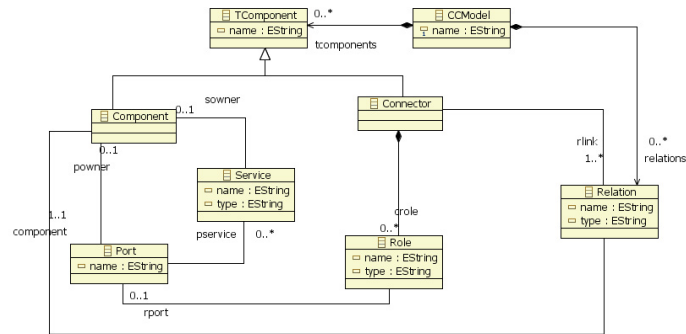 TComponent
name : EString
0..*
tcomponents
CCModel
name : EString
sowner
0..1
Component
Connector
0..1
powner
rlink
1..*
0..*
relations
Service
name : EString
type : EString
Relation
name : EString
type : EString
1..1
component
pservice
0..*
crole
0..*
Port
name : EString
Role
name : EString
type : EString
0..1
rport